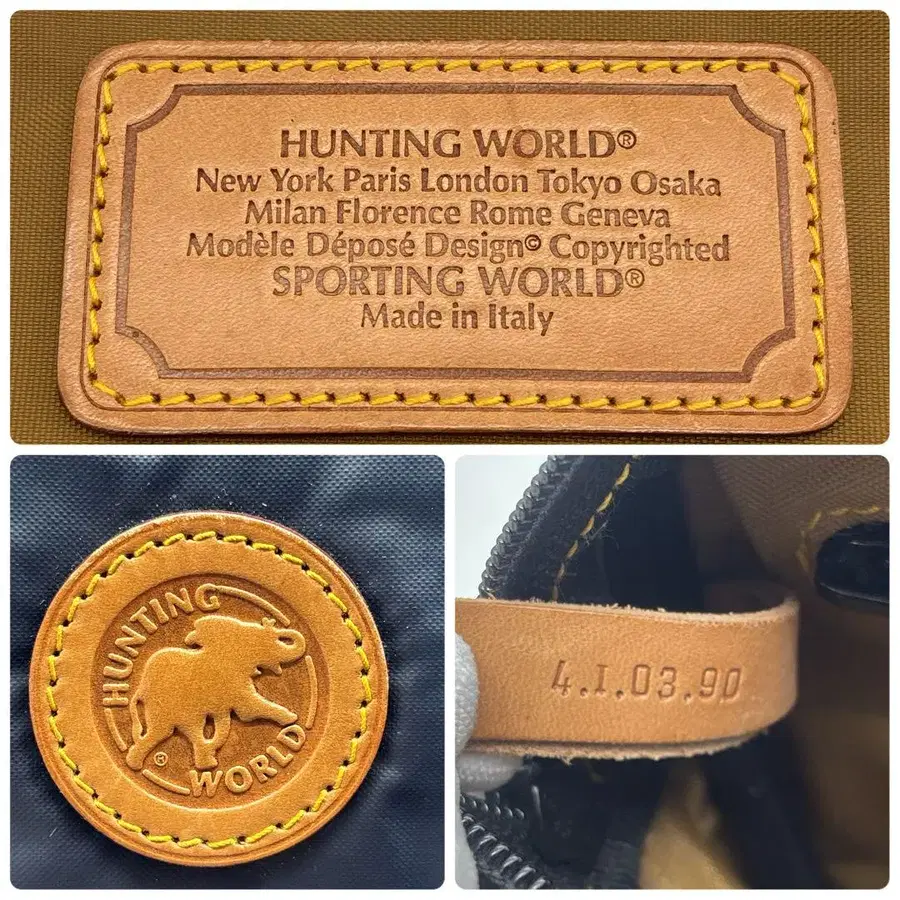 HUNTING WORLD®
New York Paris London Tokyo Osaka
Milan Florence Rome Geneva
Modèle Déposé Design© Copyrighted
SPORTING WORLD®
Made in Italy
HUNTING
® WORLD
4.I.03.90